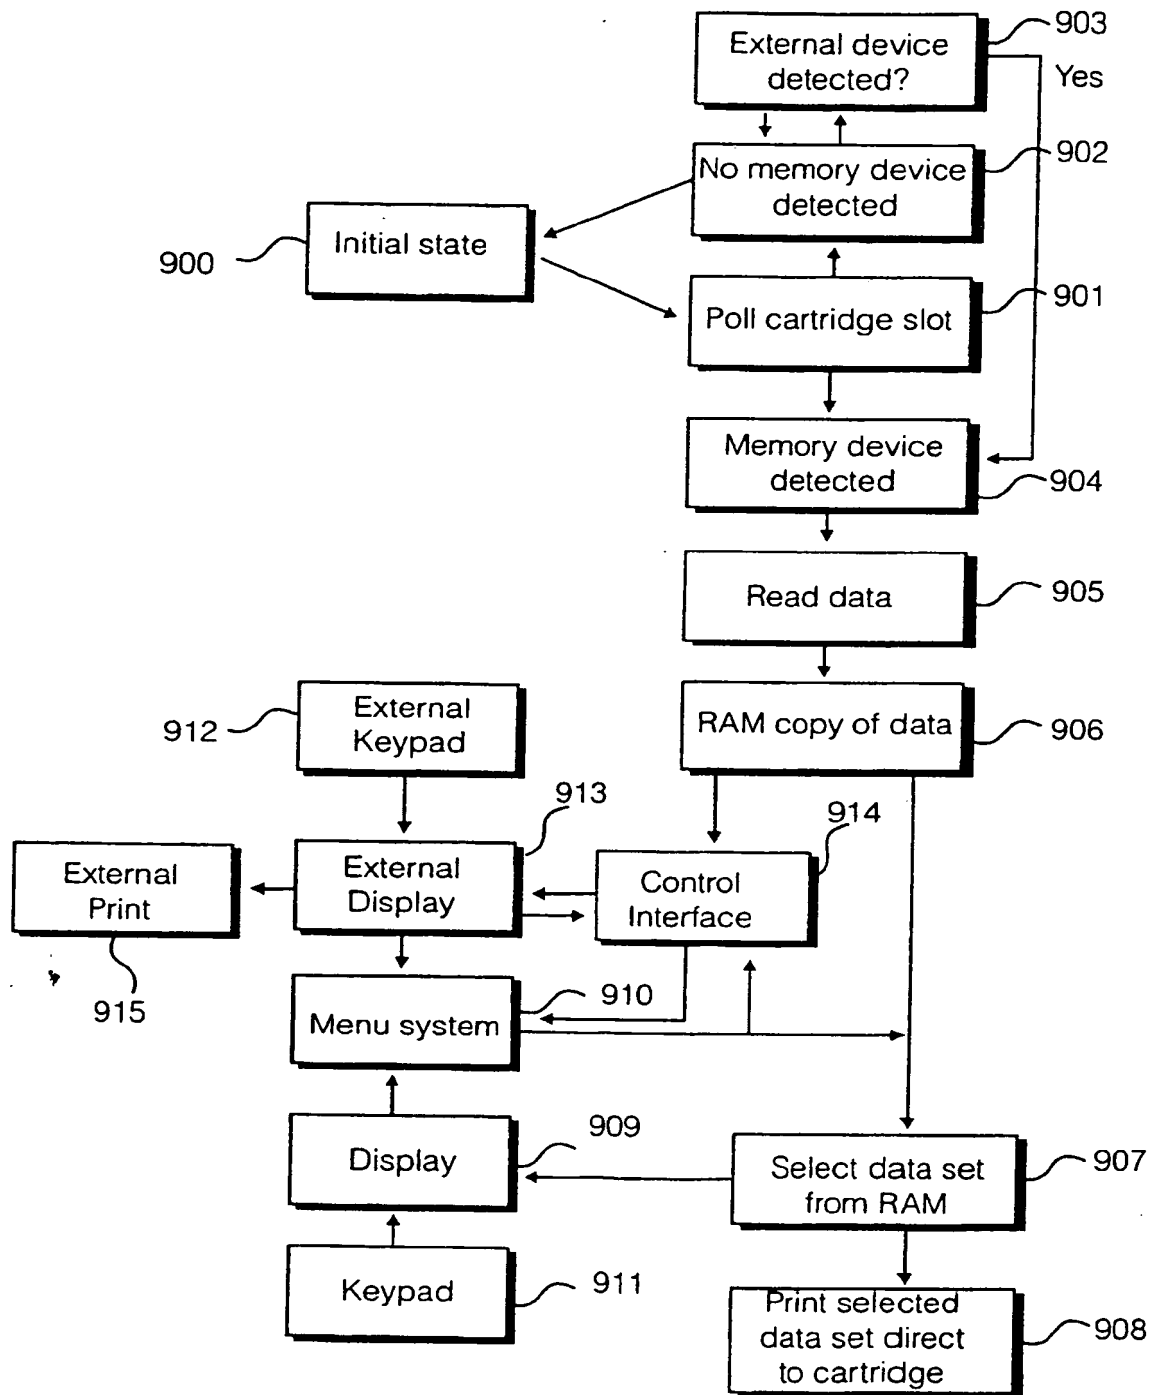 External device
detected?
903
Yes
No memory device
detected
902
Initial state
900
Poll cartridge slot
901
Memory device
detected
904
Read data
905
External
Keypad
912
RAM copy of data
906
913
914
External
Print
915
External
Display
Control
Interface
Menu system
910
Display
909
Select data set
from RAM
907
Keypad
911
Print selected
data set direct
to cartridge
908